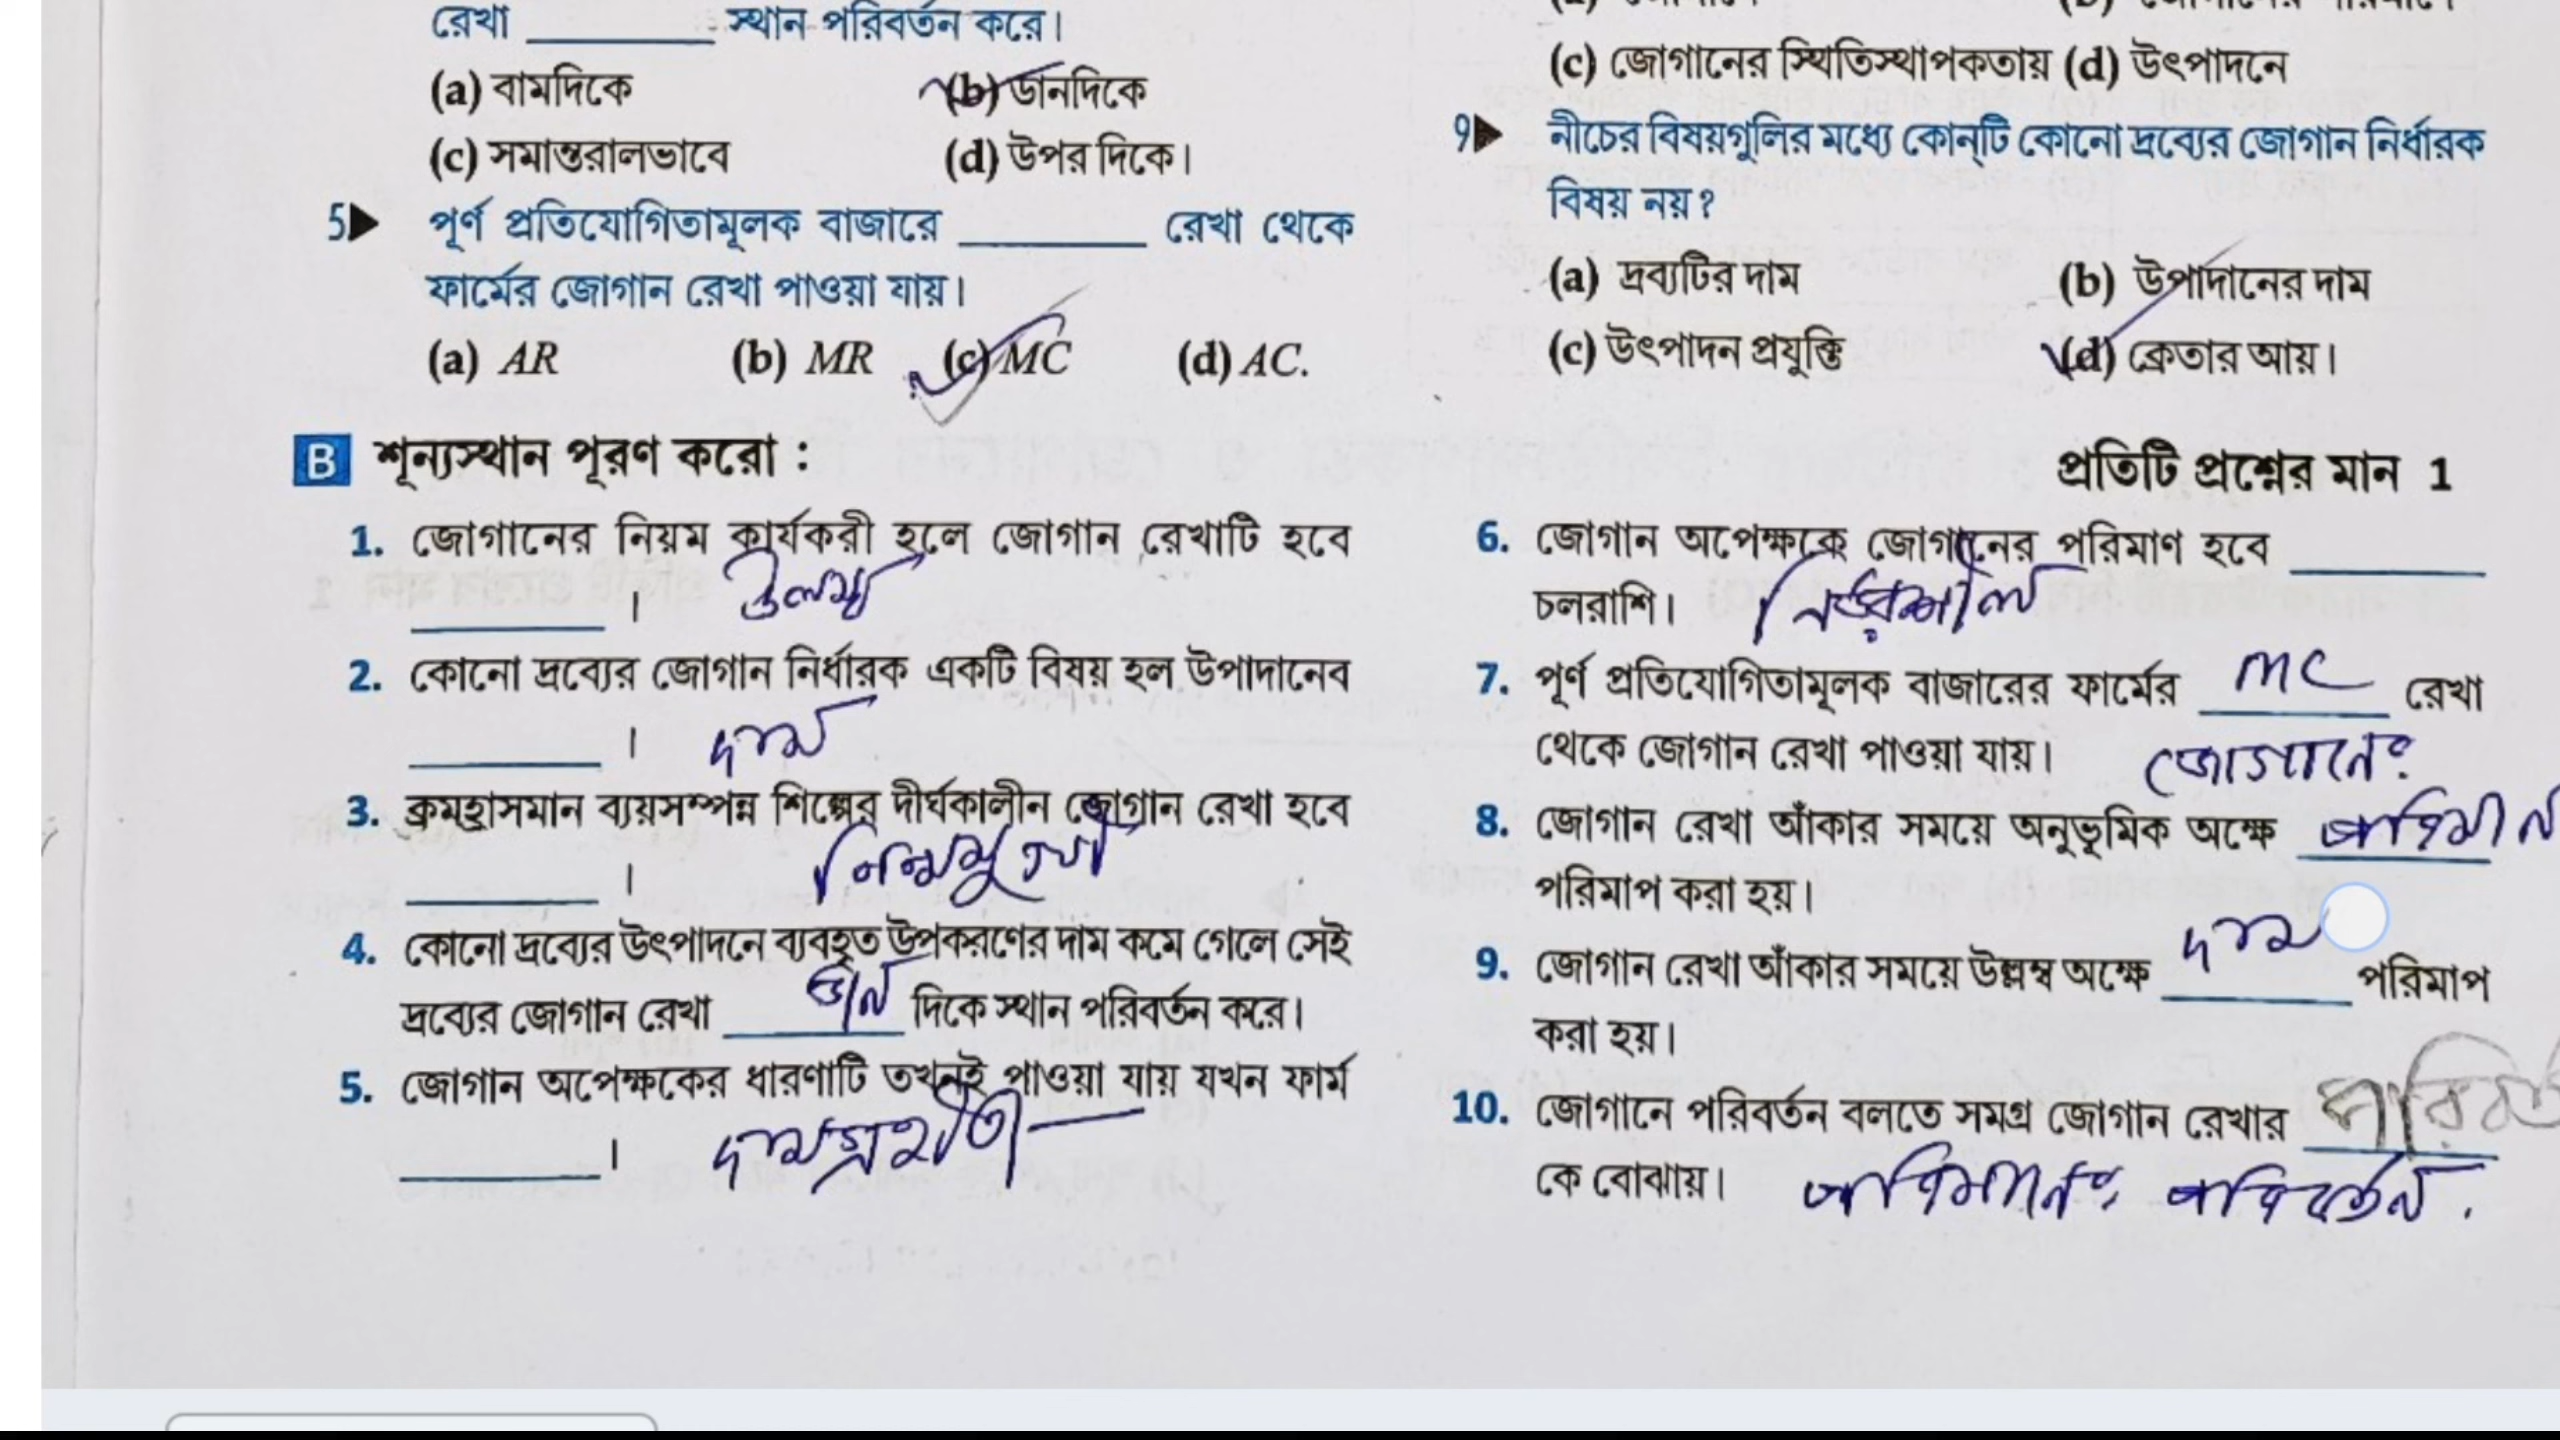 রেখা ________ স্থান পরিবর্তন করে।
(a) বামদিকে (b) ডানদিকে
(c) সমান্তরালভাবে (d) উপর দিকে।
5▶ পূর্ণ প্রতিযোগিতামূলক বাজারে ________ রেখা থেকে
ফার্মের জোগান রেখা পাওয়া যায়।
(a) AR (b) MR (c) MC (d) AC.
(c) জোগানের স্থিতিস্থাপকতায় (d) উৎপাদনে
9▶ নীচের বিষয়গুলির মধ্যে কোন্‌টি কোনো দ্রব্যের জোগান নির্ধারক
বিষয় নয়?
(a) দ্রব্যটির দাম (b) উপাদানের দাম
(c) উৎপাদন প্রযুক্তি (d) ক্রেতার আয়।
B শূন্যস্থান পূরণ করো :
প্রতিটি প্রশ্নের মান 1
1. জোগানের নিয়ম কার্যকরী হলে জোগান রেখাটি হবে
________ ।
2. কোনো দ্রব্যের জোগান নির্ধারক একটি বিষয় হল উপাদানেব
________ । দাম
3. ক্রমহ্রাসমান ব্যয়সম্পন্ন শিল্পের দীর্ঘকালীন জোগান রেখা হবে
________ । নিম্নমুখী
4. কোনো দ্রব্যের উৎপাদনে ব্যবহৃত উপকরণের দাম কমে গেলে সেই
দ্রব্যের জোগান রেখা ডান দিকে স্থান পরিবর্তন করে।
5. জোগান অপেক্ষকের ধারণাটি তখনই পাওয়া যায় যখন ফার্ম
________ । দামগ্রহীতা
6. জোগান অপেক্ষকে জোগানের পরিমাণ হবে ________
চলরাশি। নির্ভরশীল
7. পূর্ণ প্রতিযোগিতামূলক বাজারের ফার্মের MC রেখা
থেকে জোগান রেখা পাওয়া যায়। জোগানের
8. জোগান রেখা আঁকার সময়ে অনুভূমিক অক্ষে পরিমান
পরিমাপ করা হয়।
9. জোগান রেখা আঁকার সময়ে উল্লম্ব অক্ষে দাম পরিমাপ
করা হয়।
10. জোগানে পরিবর্তন বলতে সমগ্র জোগান রেখার ________
কে বোঝায়। পরিমানের পরিবর্তন.